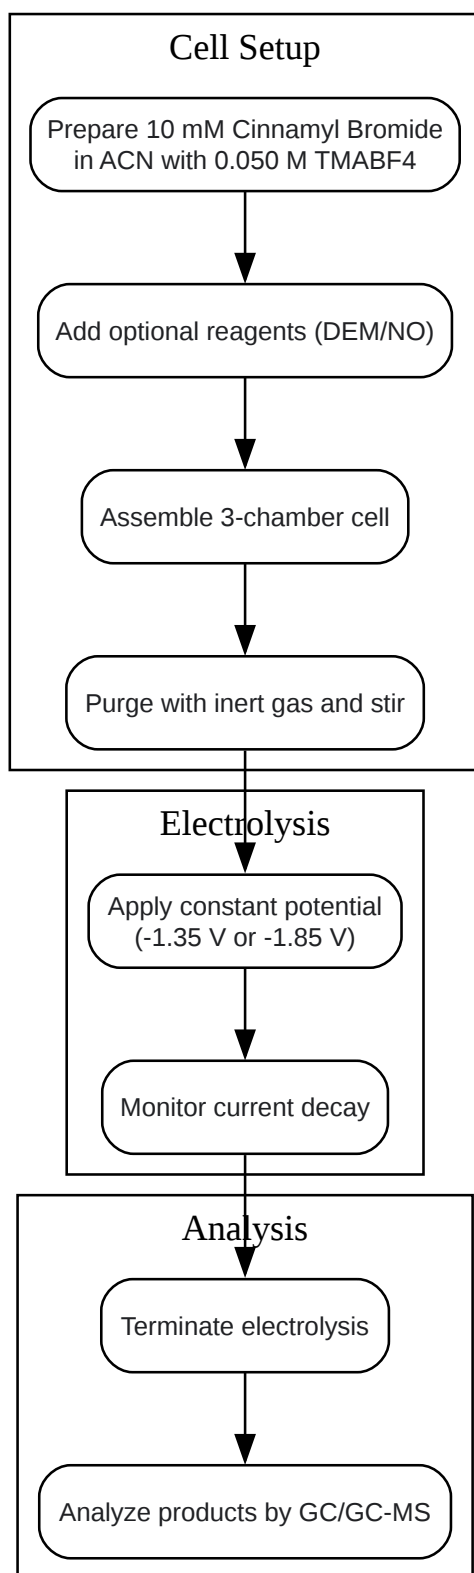 Cell Setup
Prepare 10 mM Cinnamyl Bromide
in ACN with 0.050 M TMABF4
Add optional reagents (DEM/NO)
Assemble 3-chamber cell
Purge with inert gas and stir
Electrolysis
Apply constant potential
(-1.35 V or -1.85 V)
Monitor current decay
Analysis
Terminate electrolysis
Analyze products by GC/GC-MS